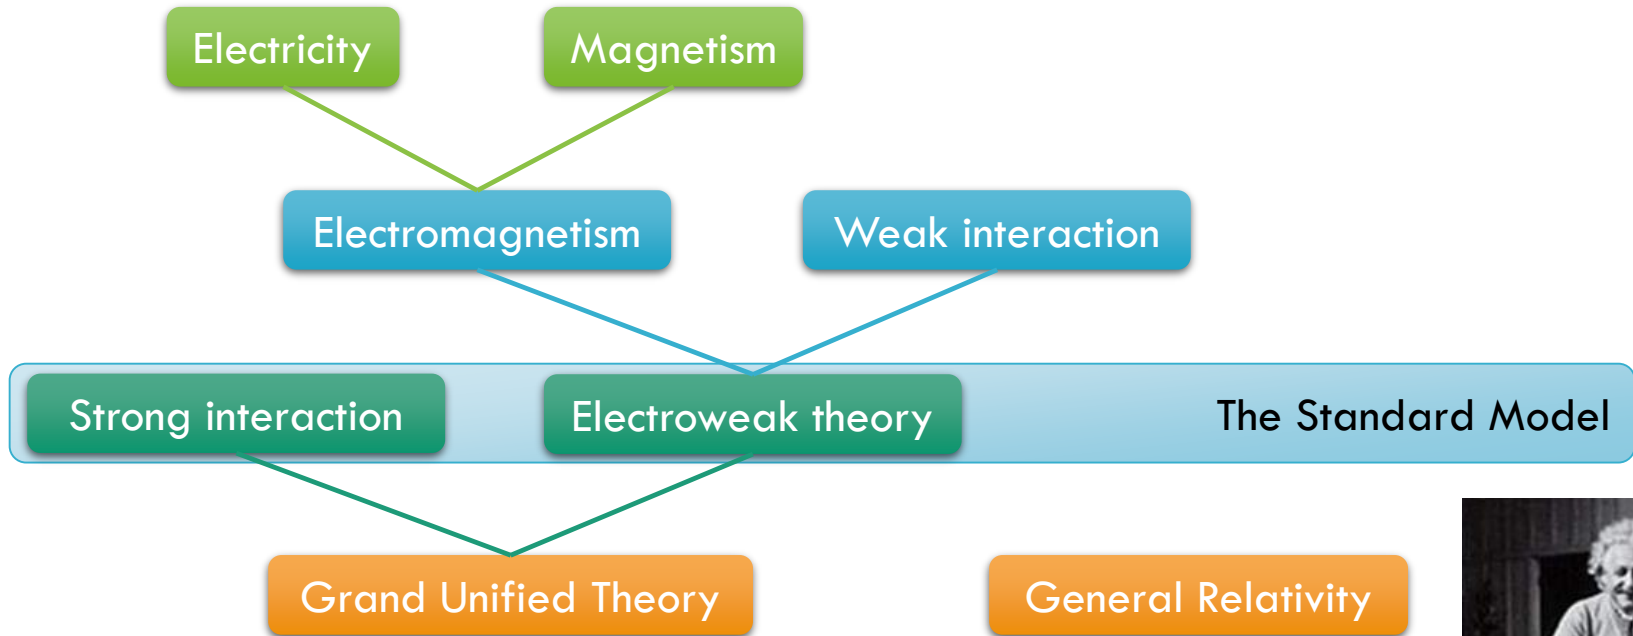 Electricity
Magnetism
Electromagnetism
Weak interaction
Strong interaction
Electroweak theory
The Standard Model
Grand Unified Theory
General Relativity